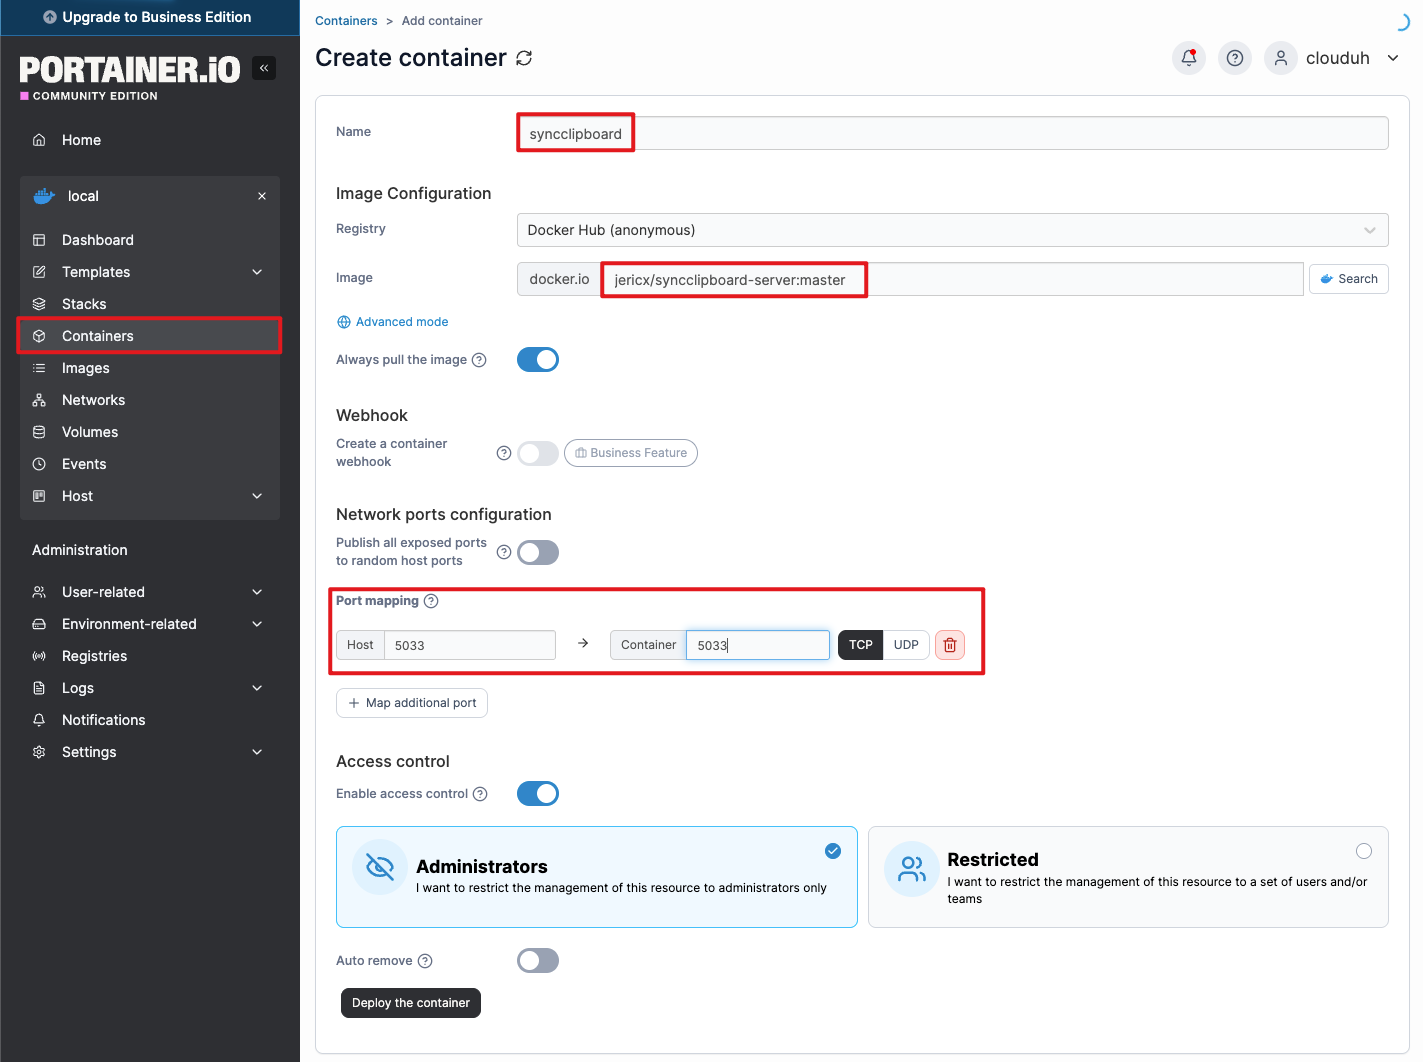 Upgrade to Business Edition
PORTAINER.iO
COMMUNITY EDITION
Home
local
Dashboard
Templates
Stacks
Containers
Images
Networks
Volumes
Events
Host
Administration
User-related
Environment-related
Registries
Logs
Notifications
Settings
Containers > Add container
Create container
clouduh
Name
syncclipboard
Image Configuration
Registry
Docker Hub (anonymous)
Image
docker.io
jericx/syncclipboard-server:master
Search
Advanced mode
Always pull the image
Webhook
Create a container
webhook
Business Feature
Network ports configuration
Publish all exposed ports
to random host ports
Port mapping
Host 5033 → Container 5033 TCP UDP
+ Map additional port
Access control
Enable access control
Administrators
I want to restrict the management of this resource to administrators only
Restricted
I want to restrict the management of this resource to a set of users and/or
teams
Auto remove
Deploy the container